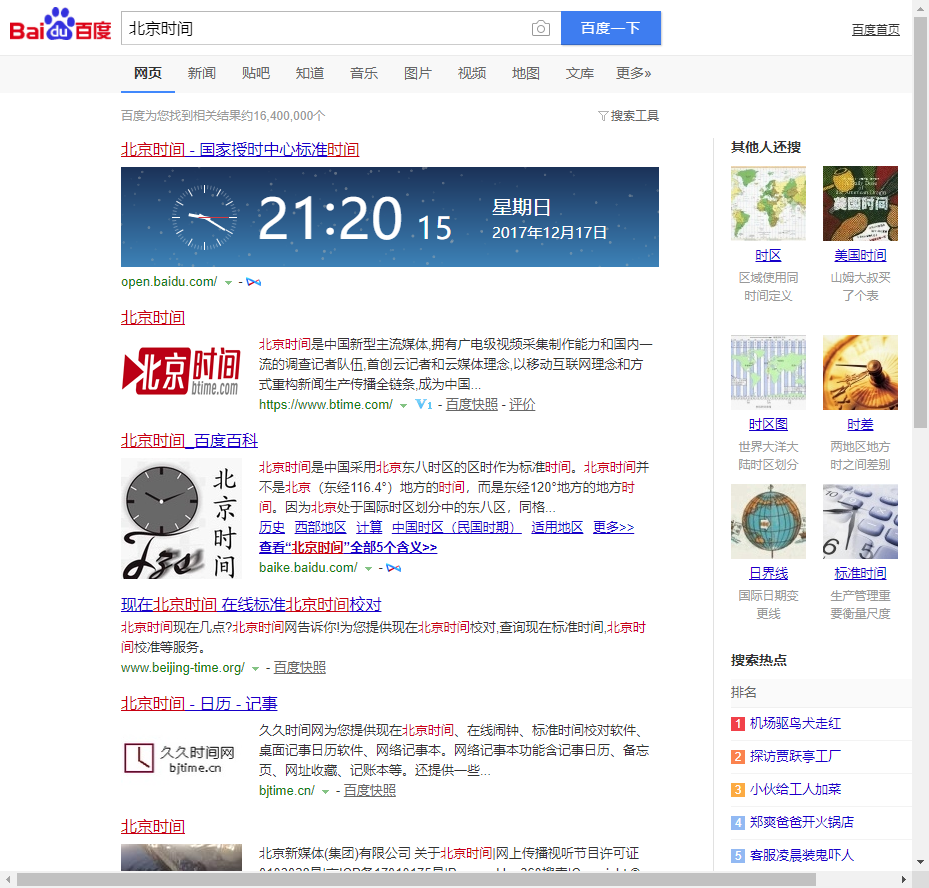 Bai du 百度
北京时间
百度一下
百度首页
网页 新闻 贴吧 知道 音乐 图片 视频 地图 文库 更多»
百度为您找到相关结果约16,400,000个
搜索工具
北京时间 - 国家授时中心标准时间
21:20 15
星期日
2017年12月17日
open.baidu.com/
北京时间
北京时间
btime.com
北京时间是中国新型主流媒体,拥有广电级视频采集制作能力和国内一
流的调查记者队伍,首创云记者和云媒体理念,以移动互联网理念和方
式重构新闻生产传播全链条,成为中国...
https://www.btime.com/ V1 - 百度快照 - 评价
北京时间_百度百科
北京时间
北京时间是中国采用北京东八时区的区时作为标准时间。北京时间并
不是北京（东经116.4°）地方的时间，而是东经120°地方的地方时
间。因为北京处于国际时区划分中的东八区，同格...
历史 西部地区 计算 中国时区（民国时期） 适用地区 更多>>
查看“北京时间”全部5个含义>>
baike.baidu.com/
现在北京时间 在线标准北京时间校对
北京时间现在几点?北京时间网告诉你!为您提供现在北京时间校对,查询现在标准时间,北京时
间校准等服务。
www.beijing-time.org/ - 百度快照
北京时间 - 日历 - 记事
久久时间网
bjtime.cn
久久时间网为您提供现在北京时间、在线闹钟、标准时间校对软件、
桌面记事日历软件、网络记事本。网络记事本功能含记事日历、备忘
页、网址收藏、记账本等。还提供一些...
bjtime.cn/ - 百度快照
北京时间
北京新媒体(集团)有限公司 关于北京时间|网上传播视听节目许可证
其他人还搜
美国时间
时区
区域使用同
时间定义
美国时间
山姆大叔买
了个表
时区图
世界大洋大
陆时区划分
时差
两地区地方
时之间差别
日界线
国际日期变
更线
标准时间
生产管理重
要衡量尺度
搜索热点
排名
1 机场驱鸟犬走红
2 探访贾跃亭工厂
3 小伙给工人加菜
4 郑爽爸爸开火锅店
5 客服凌晨装鬼吓人